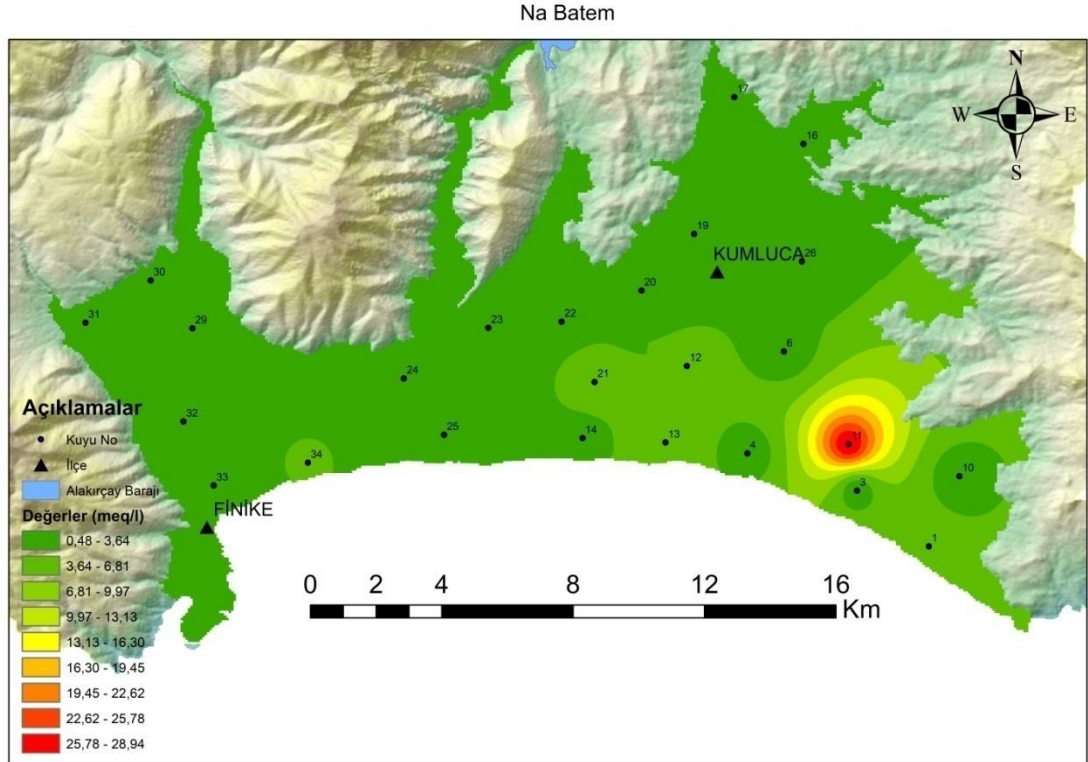 Na Batem
N
W E
S
17
16
19
KUMLUCA
26
20
30
31
29
23
22
6
12
24
21
32
25
14
13
4
11
34
10
33
3
FİNİKE
1
Açıklamalar
Kuyu No
İlçe
Alakırçay Barajı
Değerler (meq/l)
0,48 - 3,64
3,64 - 6,81
6,81 - 9,97
9,97 - 13,13
13,13 - 16,30
16,30 - 19,45
19,45 - 22,62
22,62 - 25,78
25,78 - 28,94
0 2 4 8 12 16
Km